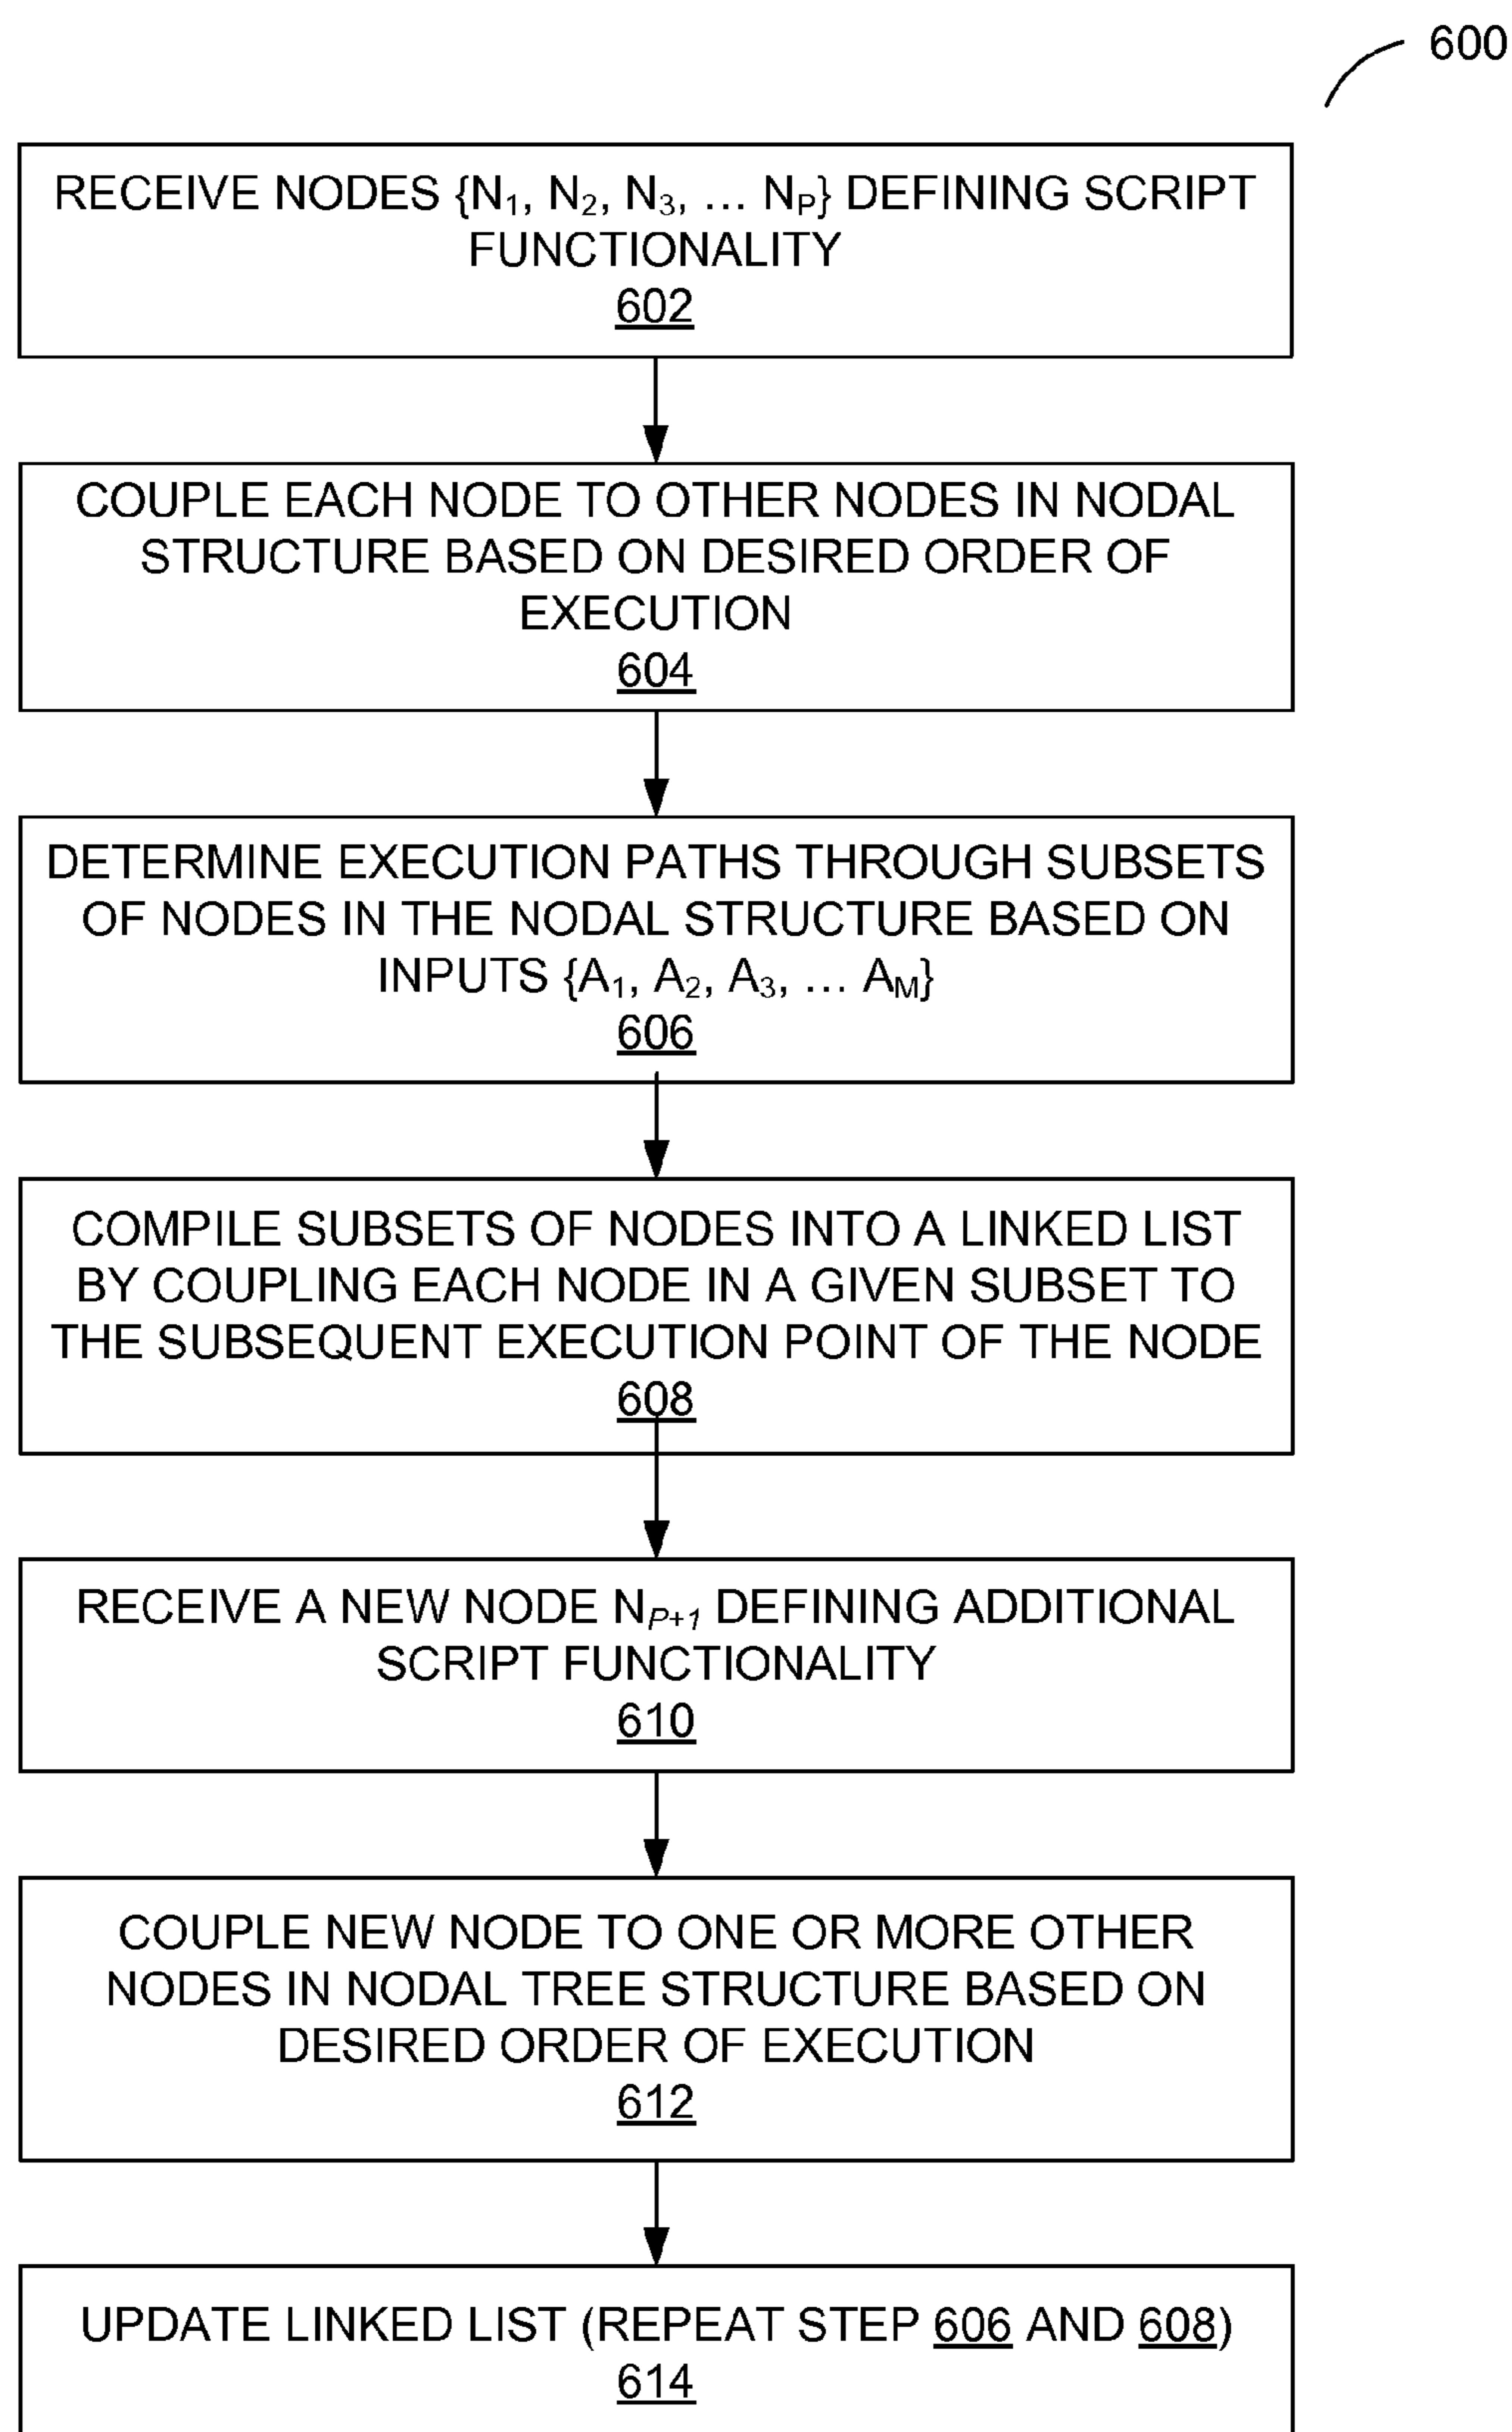 600
RECEIVE NODES {N₁, N₂, N₃, … N_P} DEFINING SCRIPT
FUNCTIONALITY
602
COUPLE EACH NODE TO OTHER NODES IN NODAL
STRUCTURE BASED ON DESIRED ORDER OF
EXECUTION
604
DETERMINE EXECUTION PATHS THROUGH SUBSETS
OF NODES IN THE NODAL STRUCTURE BASED ON
INPUTS {A₁, A₂, A₃, … A_M}
606
COMPILE SUBSETS OF NODES INTO A LINKED LIST
BY COUPLING EACH NODE IN A GIVEN SUBSET TO
THE SUBSEQUENT EXECUTION POINT OF THE NODE
608
RECEIVE A NEW NODE N_P+1 DEFINING ADDITIONAL
SCRIPT FUNCTIONALITY
610
COUPLE NEW NODE TO ONE OR MORE OTHER
NODES IN NODAL TREE STRUCTURE BASED ON
DESIRED ORDER OF EXECUTION
612
UPDATE LINKED LIST (REPEAT STEP 606 AND 608)
614